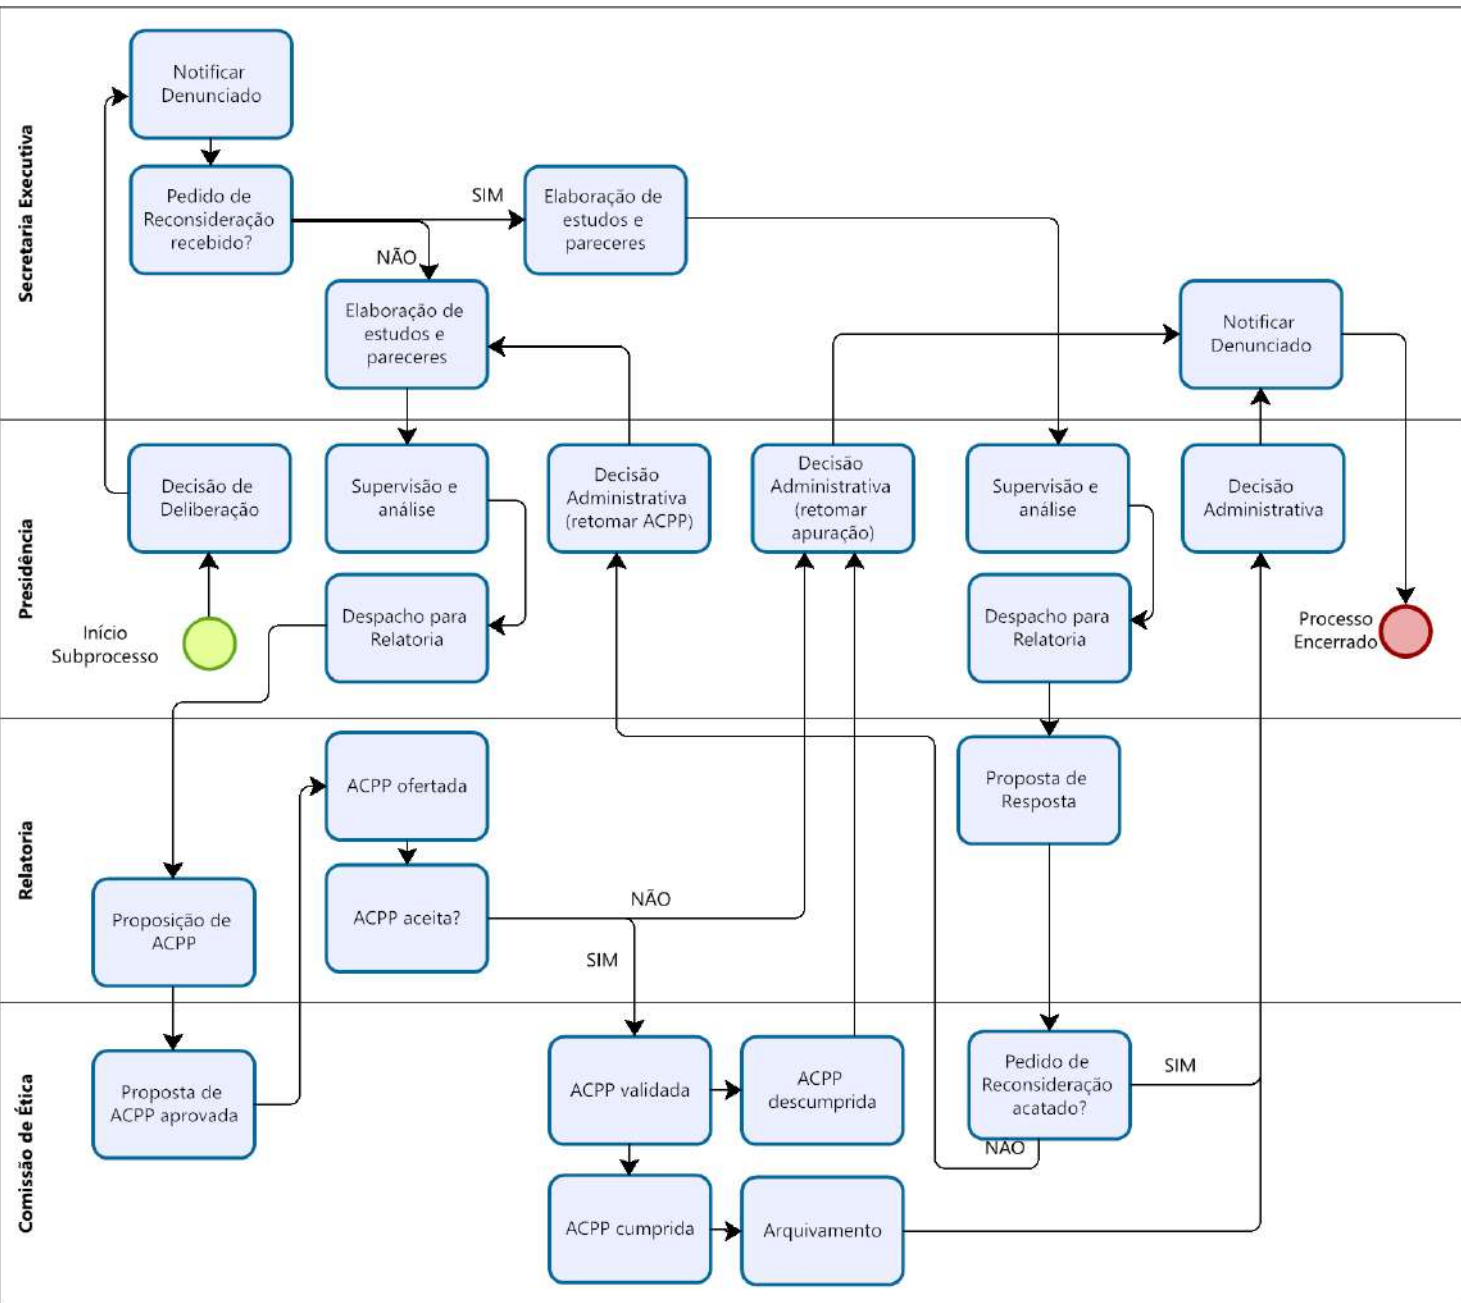 Secretaria Executiva
Notificar
Denunciado
Pedido de
Reconsideração
recebido?
SIM
NÃO
Elaboração de
estudos e
pareceres
Elaboração de
estudos e
pareceres
Notificar
Denunciado
Presidência
Decisão de
Deliberação
Início
Subprocesso
Supervisão e
análise
Despacho para
Relatoria
Decisão
Administrativa
(retomar ACPP)
Decisão
Administrativa
(retomar
apuração)
Supervisão e
análise
Despacho para
Relatoria
Decisão
Administrativa
Processo
Encerrado
Relatoria
ACPP ofertada
ACPP aceita?
NÃO
SIM
Proposição de
ACPP
Proposta de
Resposta
Comissão de Ética
Proposta de
ACPP aprovada
ACPP validada
ACPP
descumprida
ACPP cumprida
Arquivamento
Pedido de
Reconsideração
acatado?
SIM
NÃO